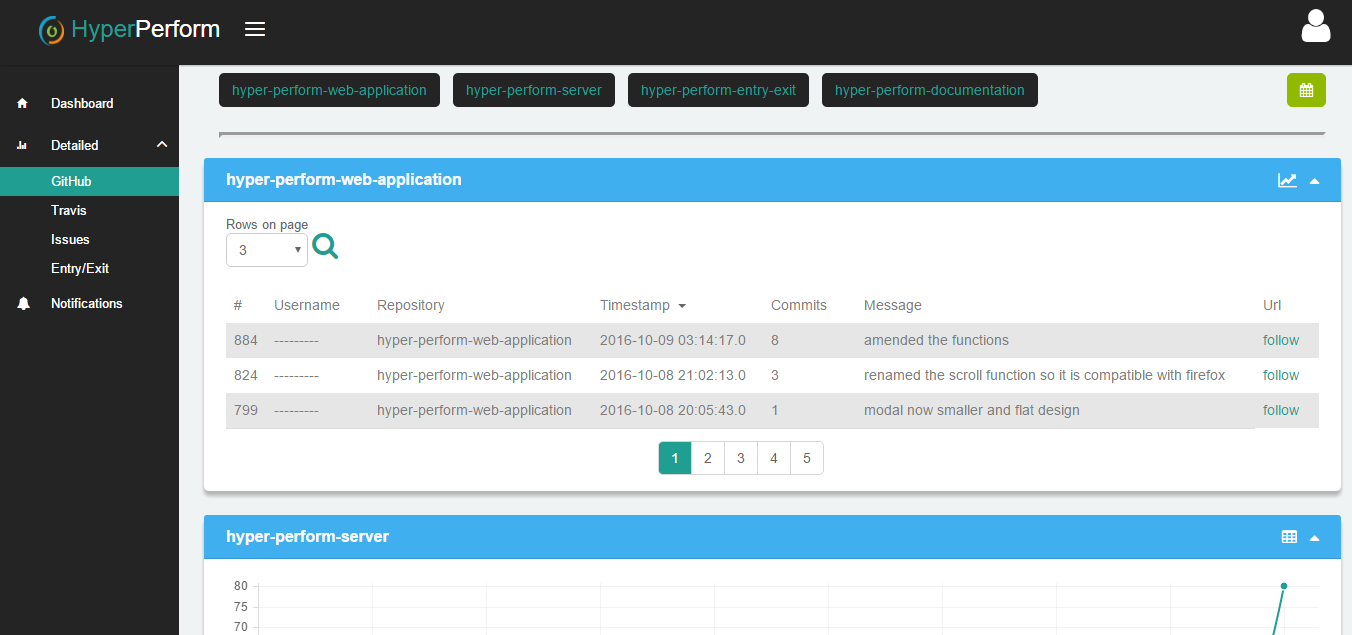 HyperPerform
hyper-perform-web-application hyper-perform-server hyper-perform-entry-exit hyper-perform-documentation
Dashboard
Detailed
GitHub
Travis
Issues
Entry/Exit
Notifications
hyper-perform-web-application
Rows on page
3
# Username Repository Timestamp Commits Message Url
884 --------- hyper-perform-web-application 2016-10-09 03:14:17.0 8 amended the functions follow
824 --------- hyper-perform-web-application 2016-10-08 21:02:13.0 3 renamed the scroll function so it is compatible with firefox follow
799 --------- hyper-perform-web-application 2016-10-08 20:05:43.0 1 modal now smaller and flat design follow
1 2 3 4 5
hyper-perform-server
80
75
70